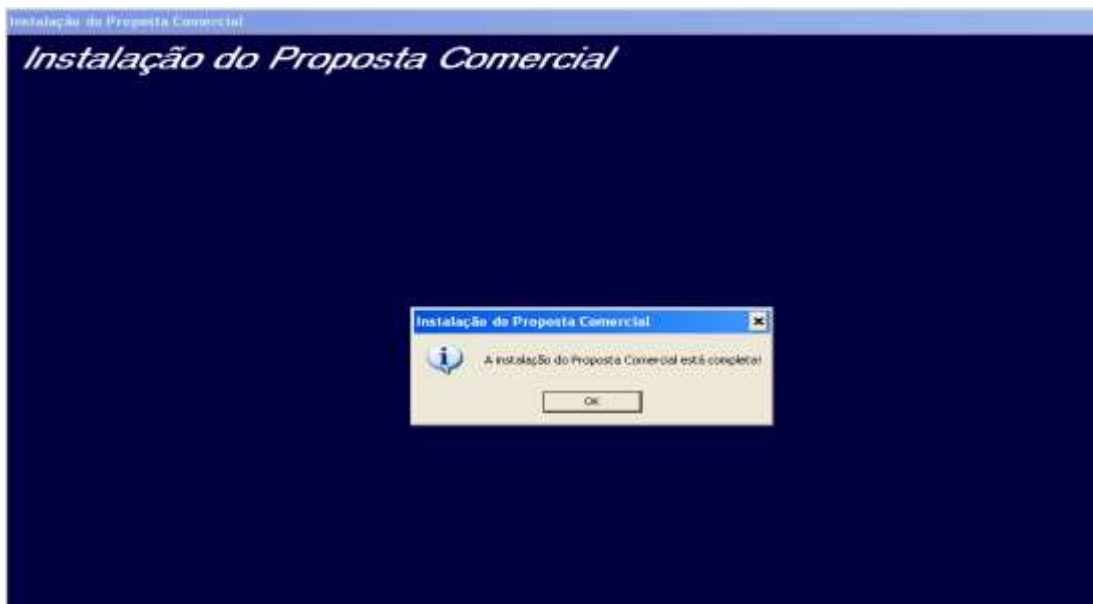 Instalação do Proposta Comercial
Instalação do Proposta Comercial
Instalação do Proposta Comercial
A instalação do Proposta Comercial está completa!
OK